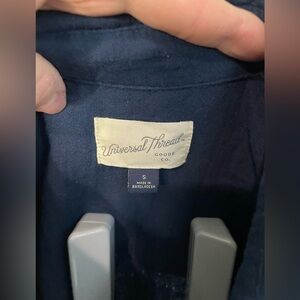 Universal Thread
GOODS
CO.
S
MADE IN
BANGLADESH